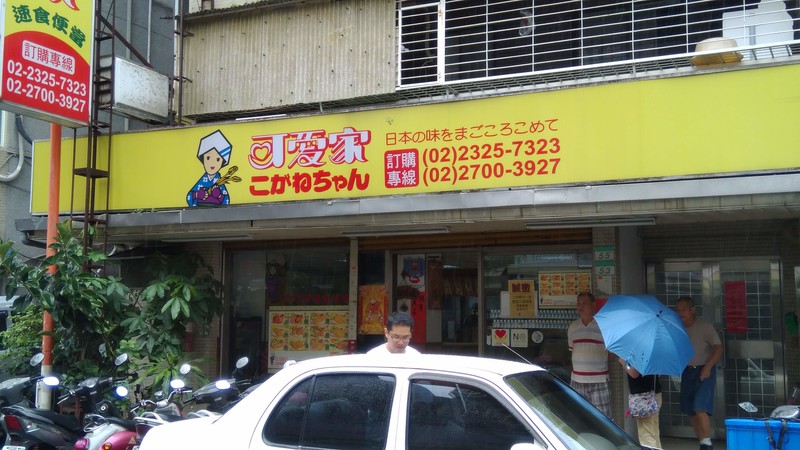 速食便當
訂購專線
02-2325-7323
02-2700-3927
可愛家
こがねちゃん
日本の味をまごころこめて
訂購
專線
(02)2325-7323
(02)2700-3927
55
53